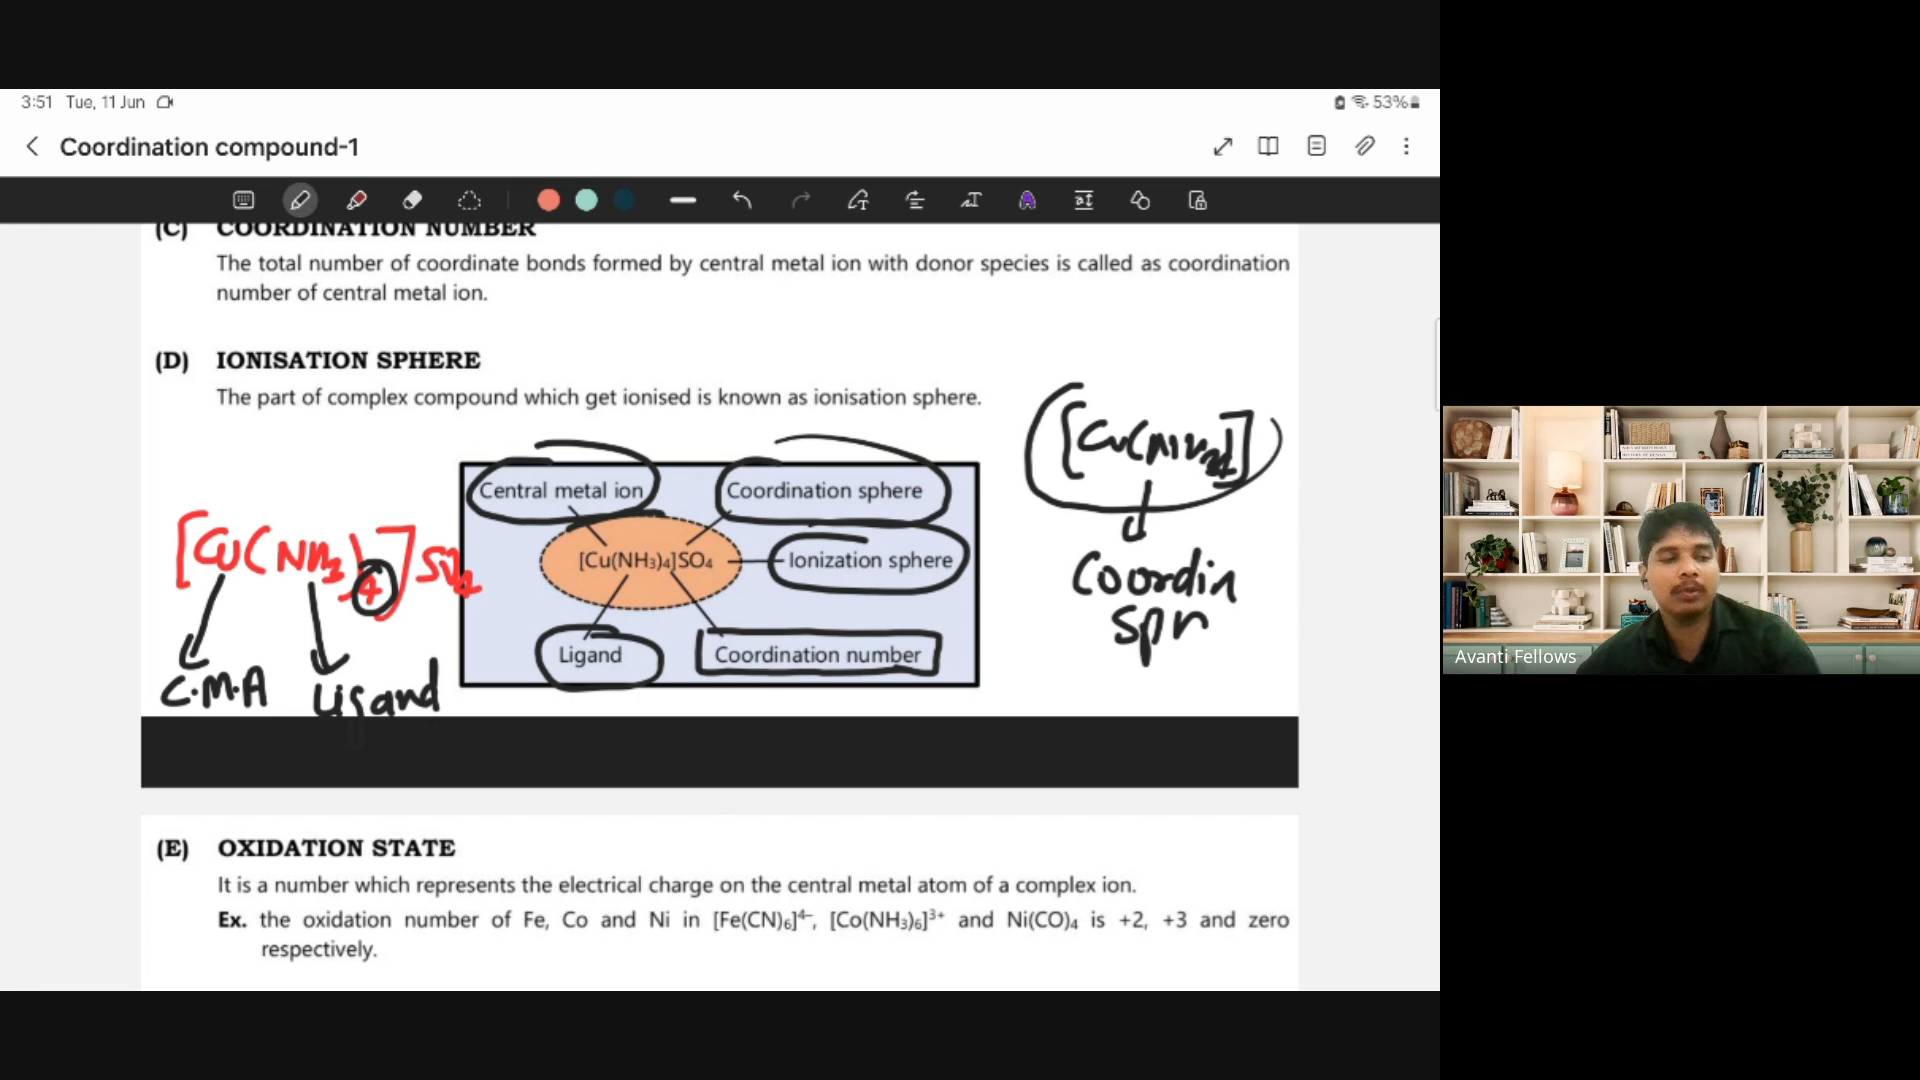 3:51 Tue, 11 Jun
53%
Coordination compound-1
(C) COORDINATION NUMBER
The total number of coordinate bonds formed by central metal ion with donor species is called as coordination
number of central metal ion.
(D) IONISATION SPHERE
The part of complex compound which get ionised is known as ionisation sphere.
Central metal ion
Coordination sphere
[Cu(NH₃)₄]SO₄
Ionization sphere
Ligand
Coordination number
[Cu(NH₃)₄]SO₄
C.M.A
Ligand
Coordin
sph
(E) OXIDATION STATE
It is a number which represents the electrical charge on the central metal atom of a complex ion.
Ex. the oxidation number of Fe, Co and Ni in [Fe(CN)₆]⁴⁻, [Co(NH₃)₆]³⁺ and Ni(CO)₄ is +2, +3 and zero
respectively.
Avanti Fellows